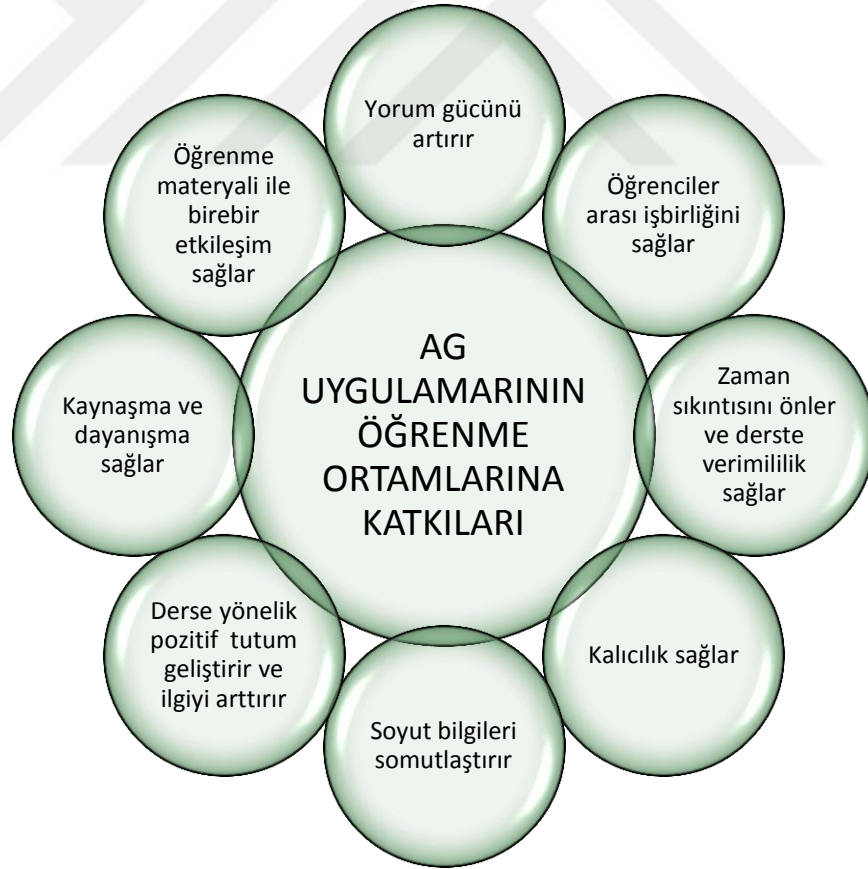 AG
UYGULAMARININ
ÖĞRENME
ORTAMLARINA
KATKILARI
Yorum gücünü
artırır
Öğrenciler
arası işbirliğini
sağlar
Zaman
sıkıntısını önler
ve derste
verimililik
sağlar
Kalıcılık sağlar
Soyut bilgileri
somutlaştırır
Derse yönelik
pozitif tutum
geliştirir ve
ilgiyi arttırır
Kaynaşma ve
dayanışma
sağlar
Öğrenme
materyali ile
birebir
etkileşim
sağlar